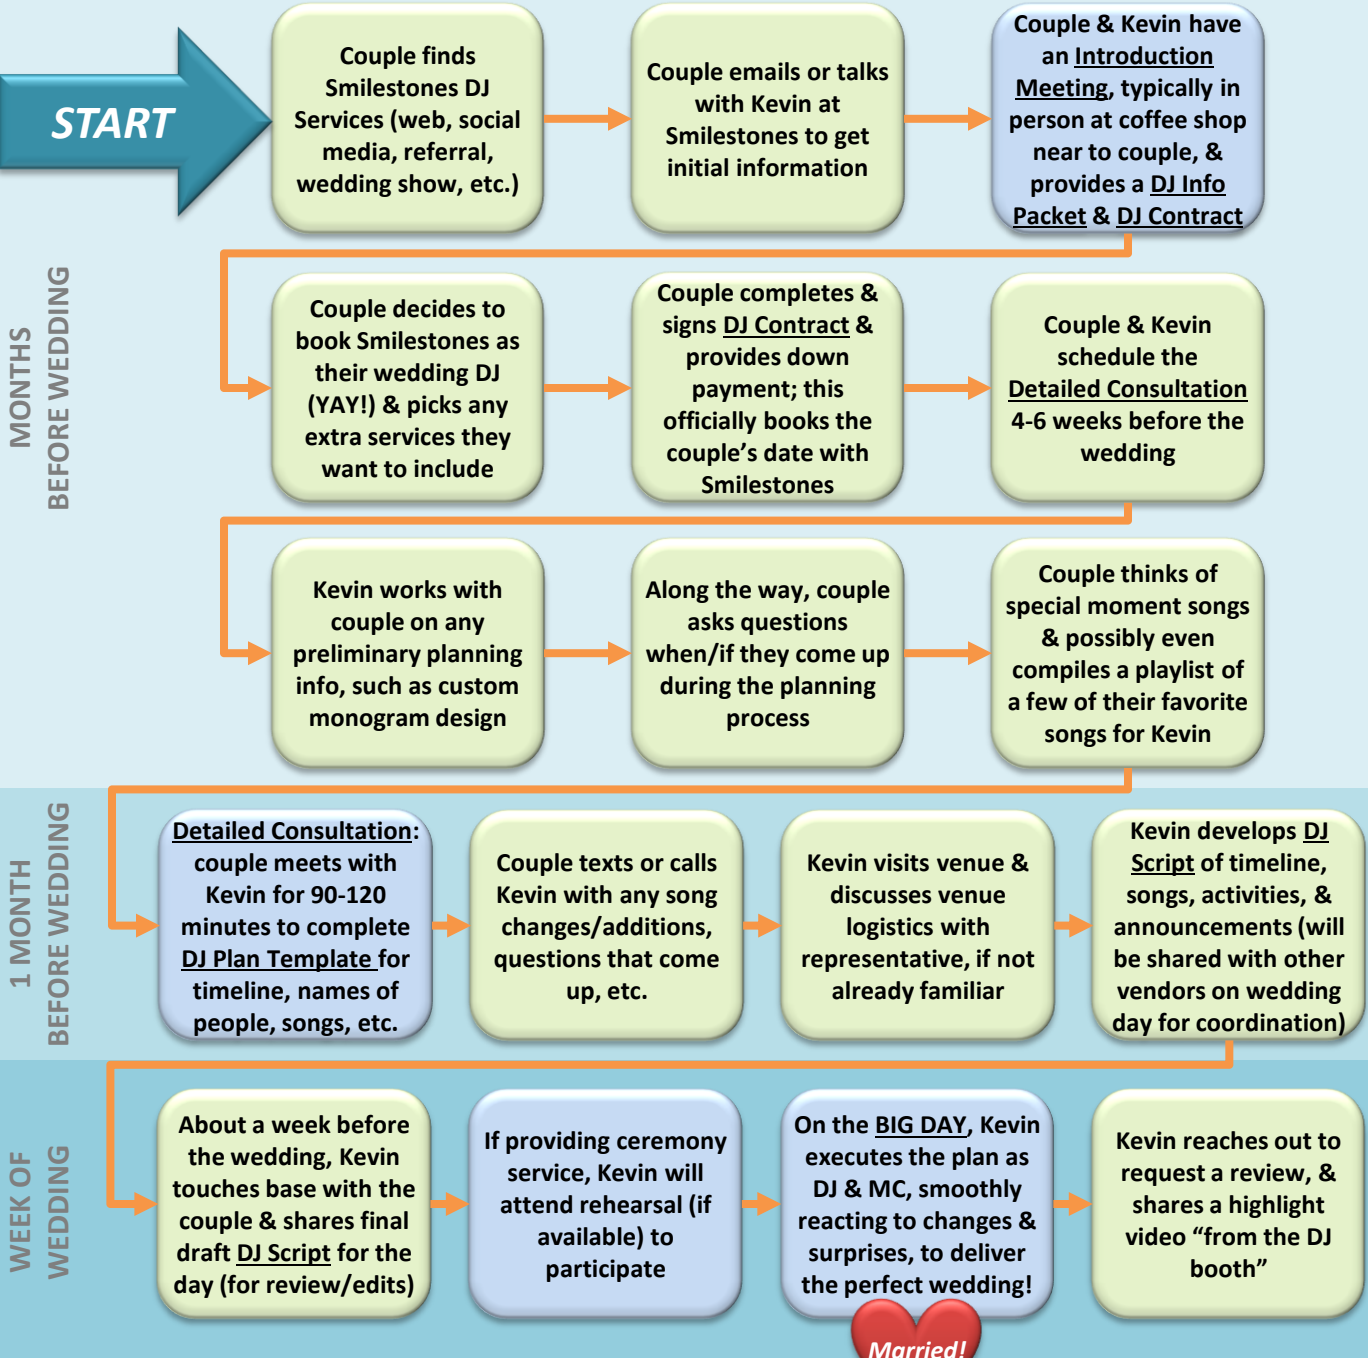 START
Couple finds
Smilestones DJ
Services (web, social
media, referral,
wedding show, etc.)
Couple emails or talks
with Kevin at
Smilestones to get
initial information
Couple & Kevin have
an Introduction
Meeting, typically in
person at coffee shop
near to couple, &
provides a DJ Info
Packet & DJ Contract
MONTHS
BEFORE WEDDING
Couple decides to
book Smilestones as
their wedding DJ
(YAY!) & picks any
extra services they
want to include
Couple completes &
signs DJ Contract &
provides down
payment; this
officially books the
couple’s date with
Smilestones
Couple & Kevin
schedule the
Detailed Consultation
4-6 weeks before the
wedding
Kevin works with
couple on any
preliminary planning
info, such as custom
monogram design
Along the way, couple
asks questions
when/if they come up
during the planning
process
Couple thinks of
special moment songs
& possibly even
compiles a playlist of
a few of their favorite
songs for Kevin
1 MONTH
BEFORE WEDDING
Detailed Consultation:
couple meets with
Kevin for 90-120
minutes to complete
DJ Plan Template for
timeline, names of
people, songs, etc.
Couple texts or calls
Kevin with any song
changes/additions,
questions that come
up, etc.
Kevin visits venue &
discusses venue
logistics with
representative, if not
already familiar
Kevin develops DJ
Script of timeline,
songs, activities, &
announcements (will
be shared with other
vendors on wedding
day for coordination)
WEEK OF
WEDDING
About a week before
the wedding, Kevin
touches base with the
couple & shares final
draft DJ Script for the
day (for review/edits)
If providing ceremony
service, Kevin will
attend rehearsal (if
available) to
participate
On the BIG DAY, Kevin
executes the plan as
DJ & MC, smoothly
reacting to changes &
surprises, to deliver
the perfect wedding!
Married!
Kevin reaches out to
request a review, &
shares a highlight
video “from the DJ
booth”